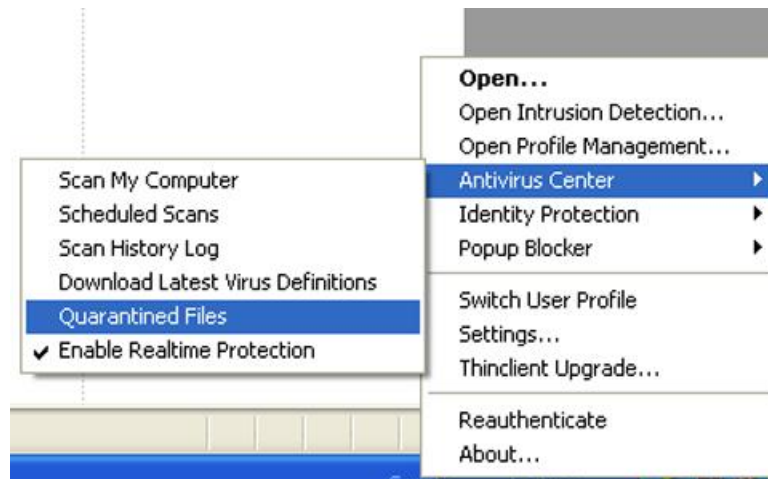 Open...
Open Intrusion Detection...
Open Profile Management...
Antivirus Center
Identity Protection
Popup Blocker
Switch User Profile
Settings...
Thinclient Upgrade...
Reauthenticate
About...
Scan My Computer
Scheduled Scans
Scan History Log
Download Latest Virus Definitions
Quarantined Files
Enable Realtime Protection